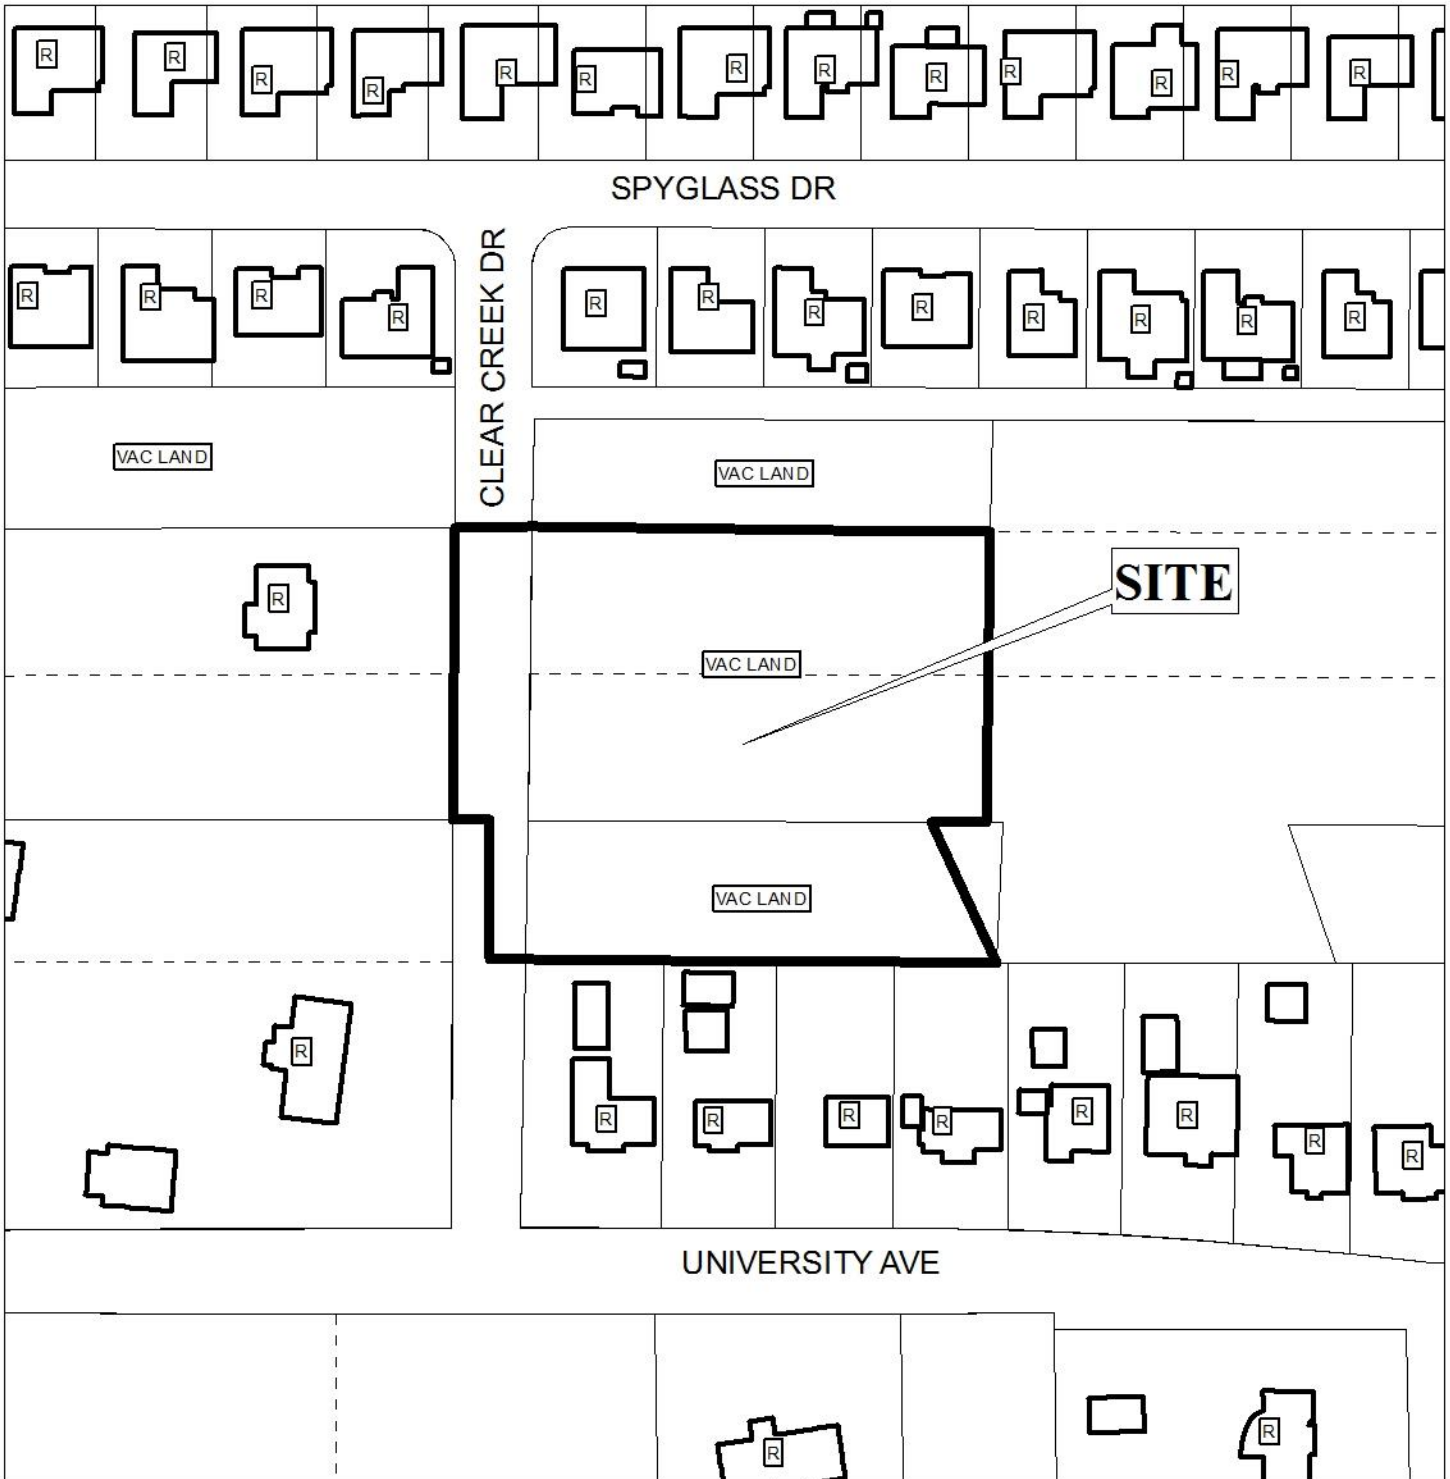 R R R R R R R R R R R R R
SPYGLASS DR
CLEAR CREEK DR
R R R R R R R R R R R R
VAC LAND
VAC LAND
SITE
R
VAC LAND
VAC LAND
R
R R R R R R R R
UNIVERSITY AVE
R R